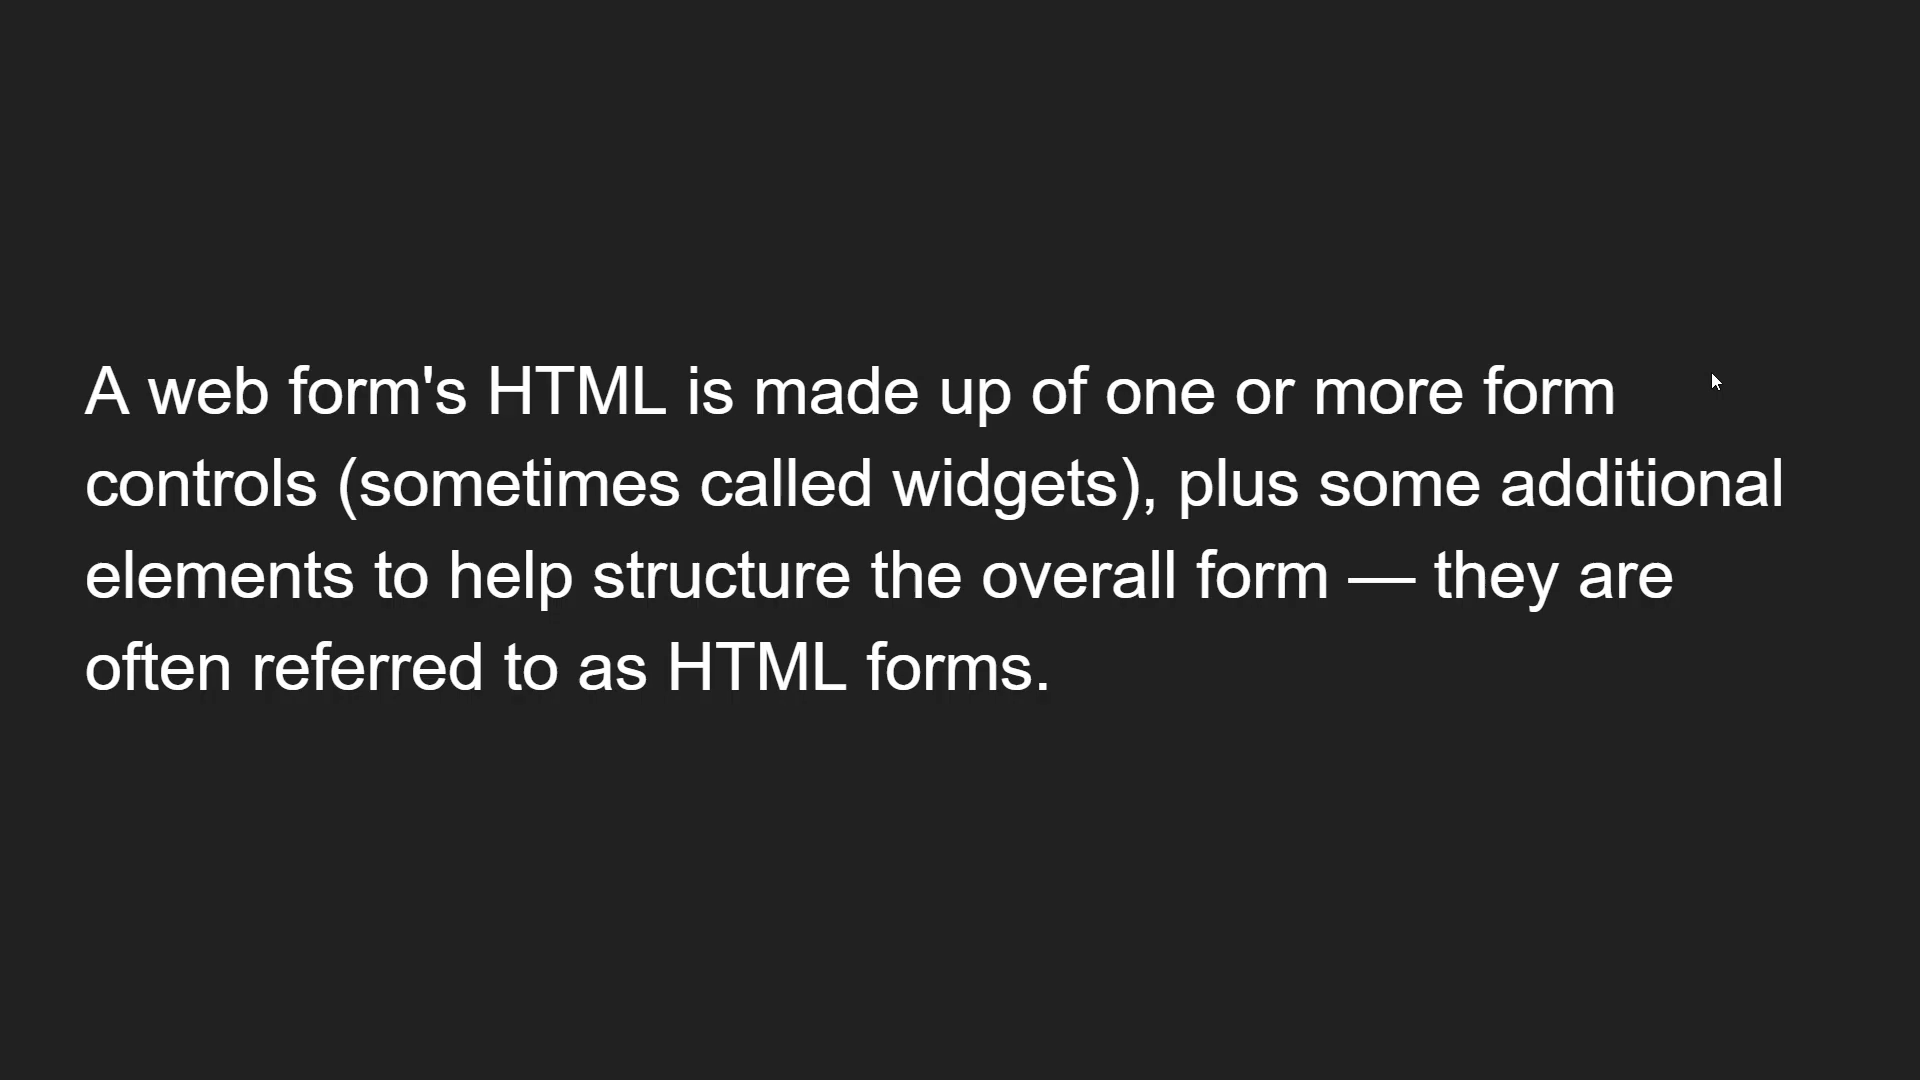 A web form's HTML is made up of one or more form
controls (sometimes called widgets), plus some additional
elements to help structure the overall form — they are
often referred to as HTML forms.